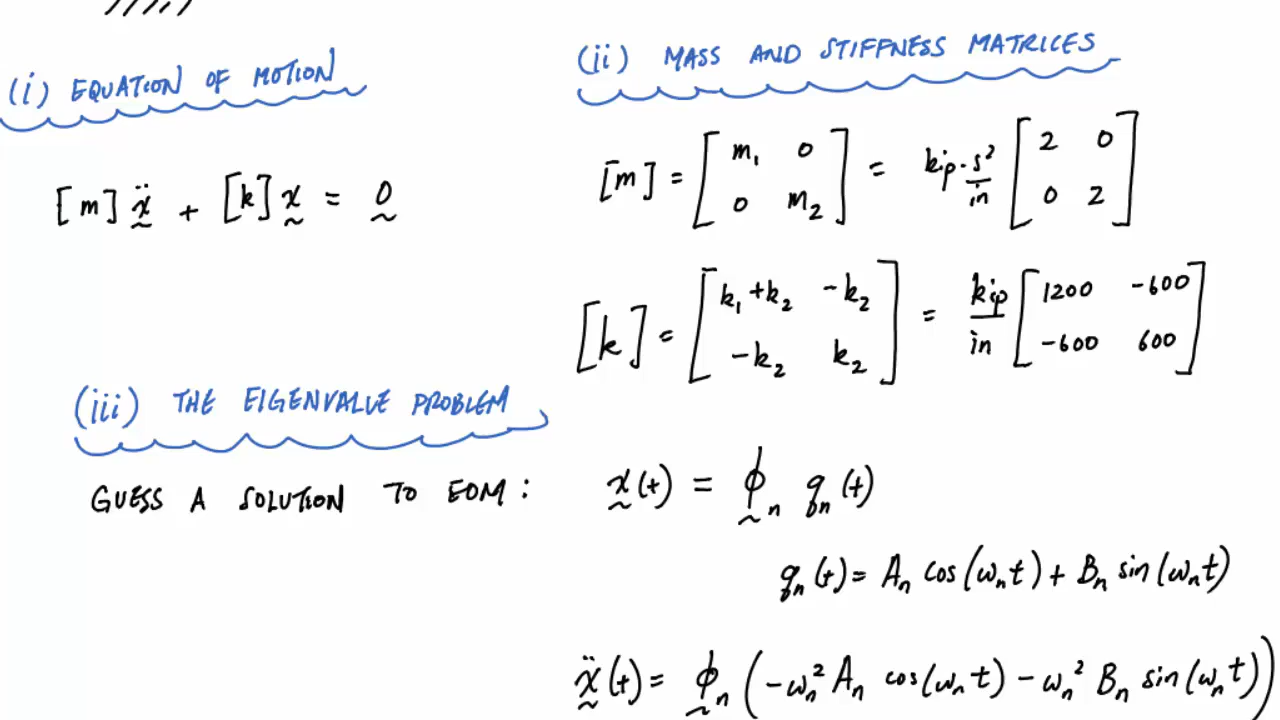 (i) EQUATION OF MOTION
[m] ẍ + [k] x = 0
(ii) MASS AND STIFFNESS MATRICES
[m] = [ m₁ 0 ; 0 m₂ ] = kip·s²/in [ 2 0 ; 0 2 ]
[k] = [ k₁+k₂ -k₂ ; -k₂ k₂ ] = kip/in [ 1200 -600 ; -600 600 ]
(iii) THE EIGENVALUE PROBLEM
GUESS A SOLUTION TO EOM: x(t) = ϕₙ qₙ(t)
qₙ(t) = Aₙ cos(ωₙt) + Bₙ sin(ωₙt)
ẍ(t) = ϕₙ (-ωₙ² Aₙ cos(ωₙt) - ωₙ² Bₙ sin(ωₙt))